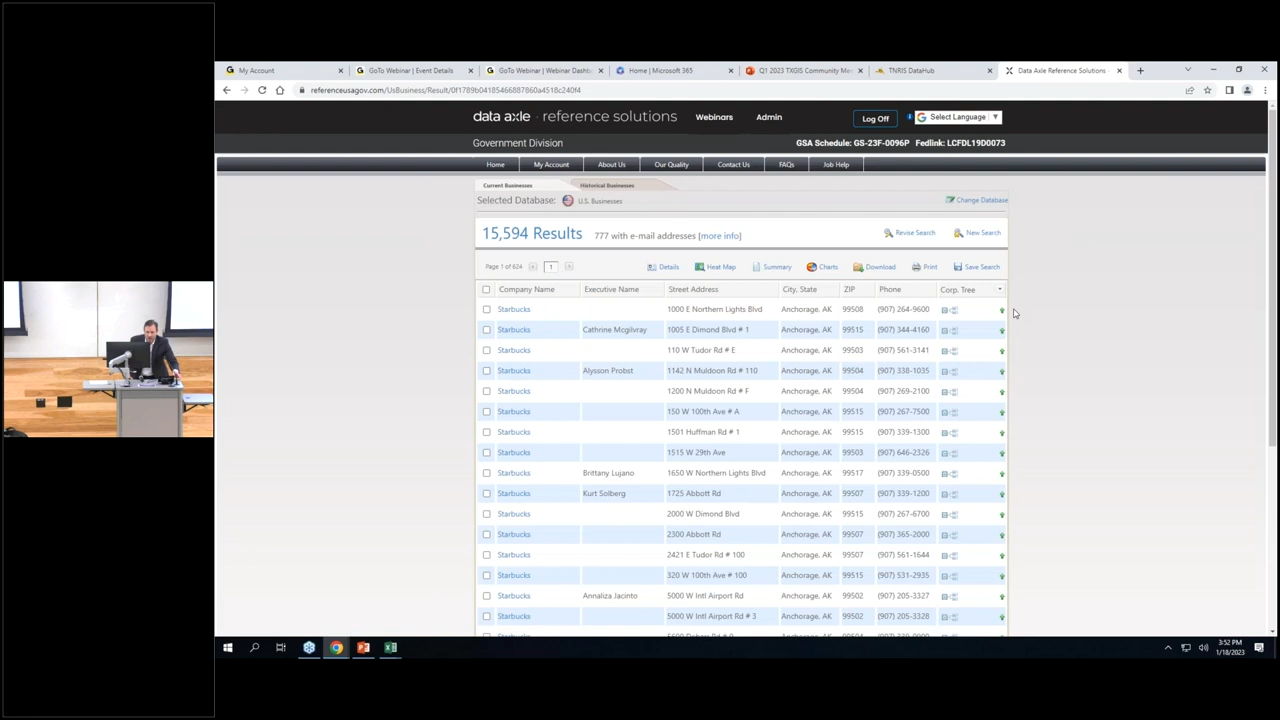 My Account
GoTo Webinar | Event Details
GoTo Webinar | Webinar Dashb
Home | Microsoft 365
Q1 2023 TXGIS Community Me
TNRIS DataHub
Data Axle Reference Solutions
referenceusagov.com/UsBusiness/Result/0f1789b04185466887860a4518c240f4
data axle reference solutions
Webinars
Admin
Log Off
Select Language
Government Division
GSA Schedule: GS-23F-0096P Fedlink: LCFDL19D0073
Home
My Account
About Us
Our Quality
Contact Us
FAQs
Job Help
Current Businesses
Historical Businesses
Selected Database: U.S. Businesses
Change Database
15,594 Results 777 with e-mail addresses [more info]
Revise Search
New Search
Page 1 of 624
1
Details
Heat Map
Summary
Charts
Download
Print
Save Search
Company Name Executive Name Street Address City, State ZIP Phone Corp. Tree
Starbucks 1000 E Northern Lights Blvd Anchorage, AK 99508 (907) 264-9600
Starbucks Cathrine Mcgilivray 1005 E Dimond Blvd # 1 Anchorage, AK 99515 (907) 344-4160
Starbucks 110 W Tudor Rd # E Anchorage, AK 99503 (907) 561-3141
Starbucks Alysson Probst 1142 N Muldoon Rd # 110 Anchorage, AK 99504 (907) 338-1035
Starbucks 1200 N Muldoon Rd # F Anchorage, AK 99504 (907) 269-2100
Starbucks 150 W 100th Ave # A Anchorage, AK 99515 (907) 267-7500
Starbucks 1501 Huffman Rd # 1 Anchorage, AK 99515 (907) 339-1300
Starbucks 1515 W 29th Ave Anchorage, AK 99503 (907) 646-2326
Starbucks Brittany Lujano 1650 W Northern Lights Blvd Anchorage, AK 99517 (907) 339-0500
Starbucks Kurt Solberg 1725 Abbott Rd Anchorage, AK 99507 (907) 339-1200
Starbucks 2000 W Dimond Blvd Anchorage, AK 99515 (907) 267-6700
Starbucks 2300 Abbott Rd Anchorage, AK 99507 (907) 365-2000
Starbucks 2421 E Tudor Rd # 100 Anchorage, AK 99507 (907) 561-1644
Starbucks 320 W 100th Ave # 100 Anchorage, AK 99515 (907) 531-2935
Starbucks Annaliza Jacinto 5000 W Intl Airport Rd Anchorage, AK 99502 (907) 205-3327
Starbucks 5000 W Intl Airport Rd # 3 Anchorage, AK 99502 (907) 205-3328
3:52 PM
1/18/2023